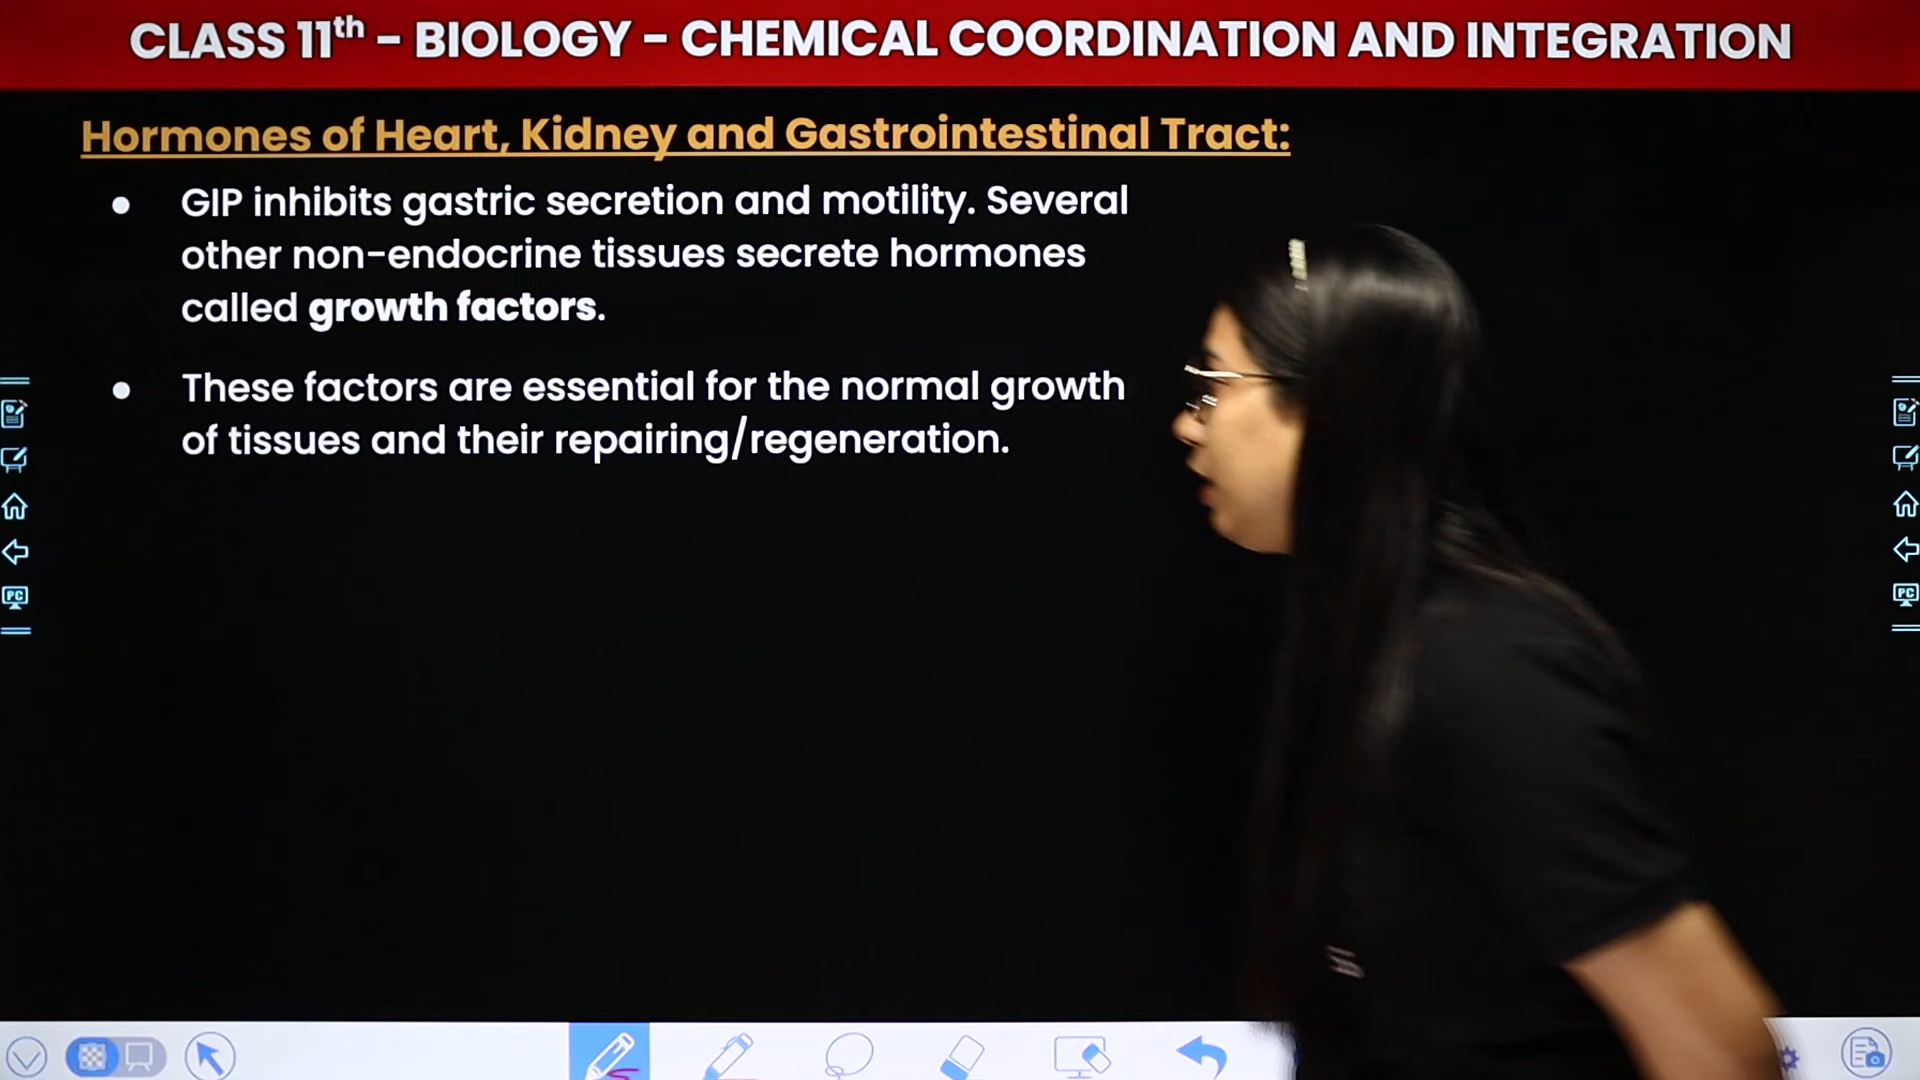 CLASS 11th - BIOLOGY - CHEMICAL COORDINATION AND INTEGRATION
Hormones of Heart, Kidney and Gastrointestinal Tract:
● GIP inhibits gastric secretion and motility. Several
other non-endocrine tissues secrete hormones
called growth factors.
● These factors are essential for the normal growth
of tissues and their repairing/regeneration.
PC
PC